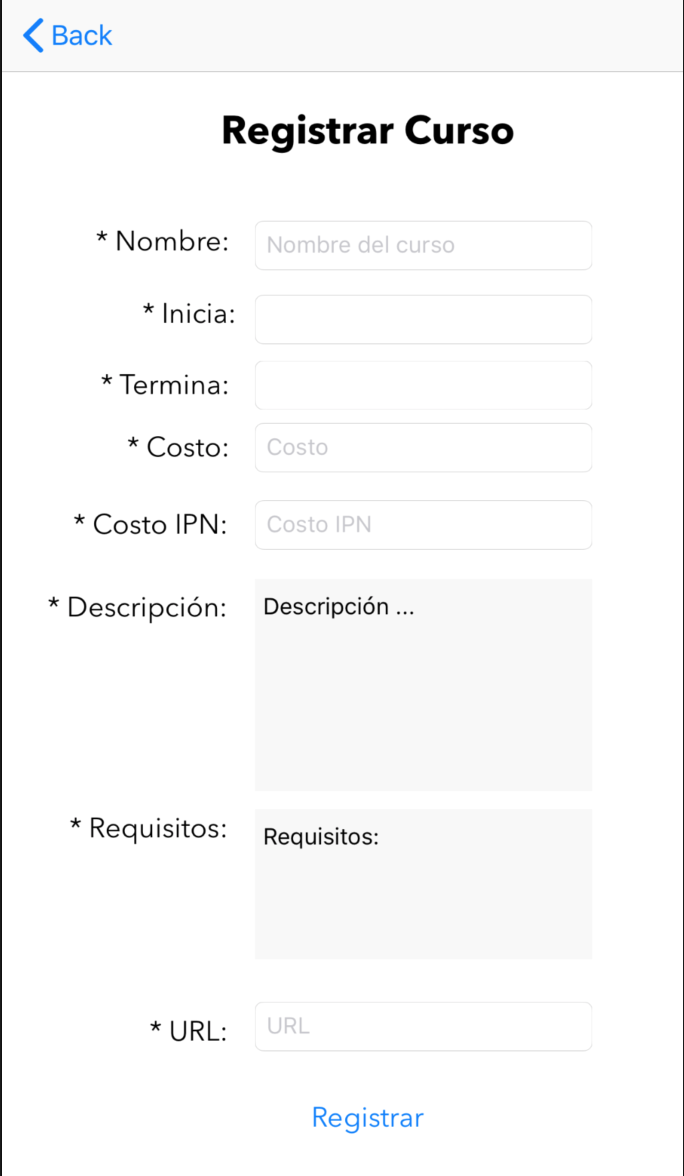 Back
Registrar Curso
* Nombre: Nombre del curso
* Inicia:
* Termina:
* Costo: Costo
* Costo IPN: Costo IPN
* Descripción: Descripción ...
* Requisitos: Requisitos:
* URL: URL
Registrar